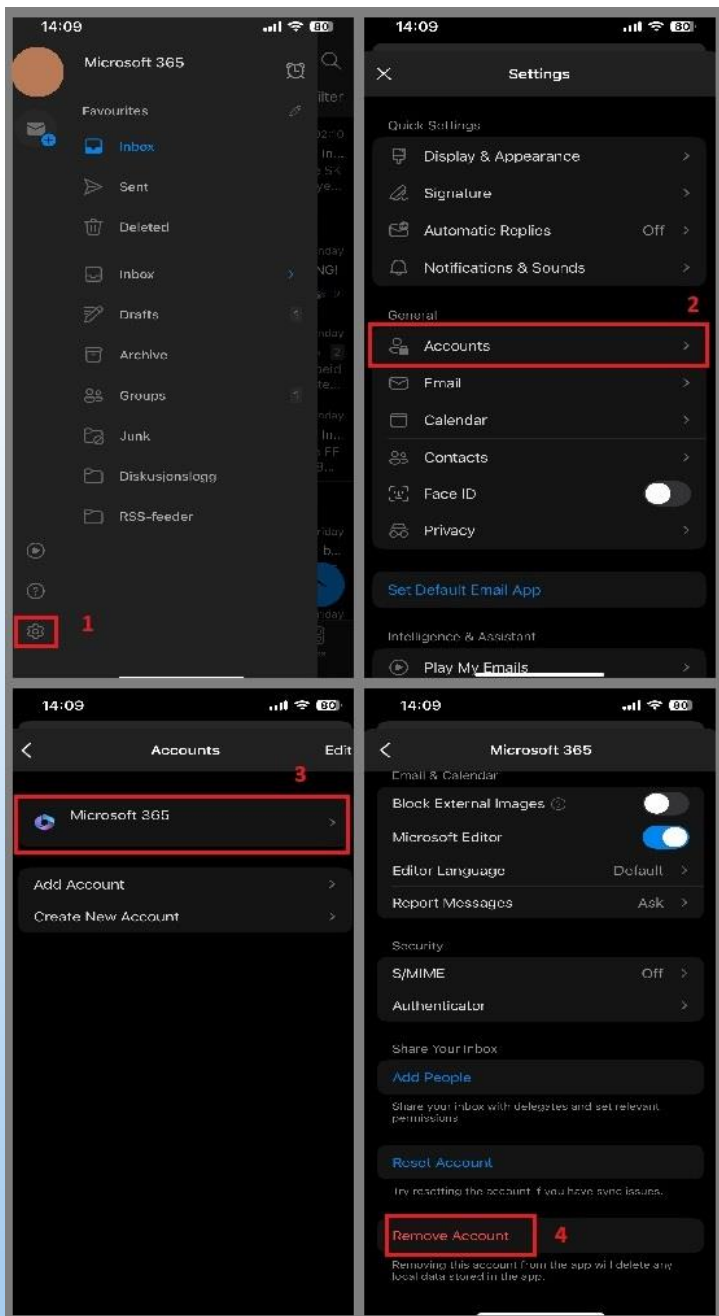 14:09
80
Microsoft 365
Favourites
Inbox
Sent
Deleted
Inbox
Drafts
Archive
Groups
Junk
Diskusjonslogg
RSS-feeder
1
14:09
80
Settings
Quick Settings
Display & Appearance
Signature
Automatic Replies Off
Notifications & Sounds
General
2
Accounts
Email
Calendar
Contacts
Face ID
Privacy
Set Default Email App
Intelligence & Assistant
Play My Emails
14:09
80
Accounts Edit
3
Microsoft 365
Add Account
Create New Account
14:09
80
Microsoft 365
Email & Calendar
Block External Images
Microsoft Editor
Editor Language Default
Report Messages Ask
Security
S/MIME Off
Authenticator
Share Your Inbox
Add People
Share your inbox with delegates and set relevant
permissions
Reset Account
Try resetting the account if you have sync issues.
Remove Account 4
Removing this account from the app will delete any
local data stored in the app.